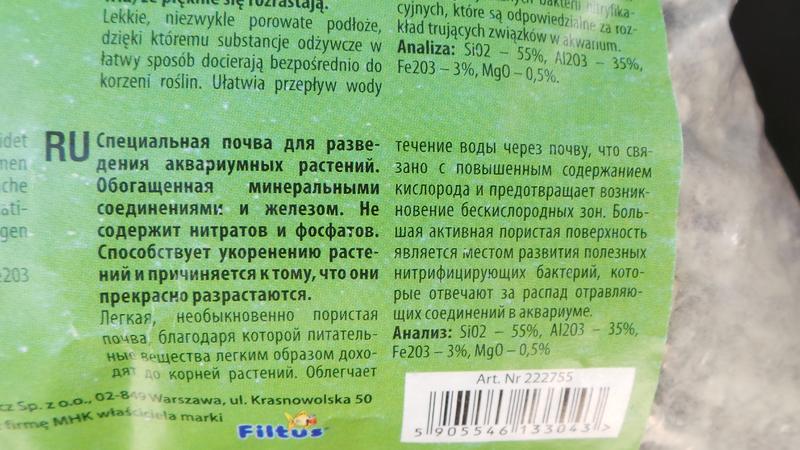 się rozrastają.
Lekkie, niezwykle porowate podłoże,
dzięki któremu substancje odżywcze w
łatwy sposób docierają bezpośrednio do
korzeni roślin. Ułatwia przepływ wody
bakterii nitryfika-
cyjnych, które są odpowiedzialne za roz-
kład trujących związków w akwarium.
Analiza: SiO2 – 55%, Al2O3 – 35%,
Fe2O3 – 3%, MgO – 0,5%.
RU
Специальная почва для разве-
дения аквариумных растений.
Обогащенная минеральными
соединениями и железом. Не
содержит нитратов и фосфатов.
Способствует укоренению расте-
ний и причиняется к тому, что они
прекрасно разрастаются.
Легкая, необыкновенно пористая
почва, благодаря которой питатель-
ные вещества легким образом дохо-
дят до корней растений. Облегчает
течение воды через почву, что свя-
зано с повышенным содержанием
кислорода и предотвращает возник-
новение бескислородных зон. Боль-
шая активная пористая поверхность
является местом развития полезных
нитрифицирующих бактерий, кото-
рые отвечают за распад отравляю-
щих соединений в аквариуме.
Анализ: SiO2 – 55%, Al2O3 – 35%,
Fe2O3 – 3%, MgO – 0,5%
cz Sp. z o.o., 02-849 Warszawa, ul. Krasnowolska 50
firmę MHK właściciela marki
Filtus
Art. Nr 222755
5 905546 133043 >